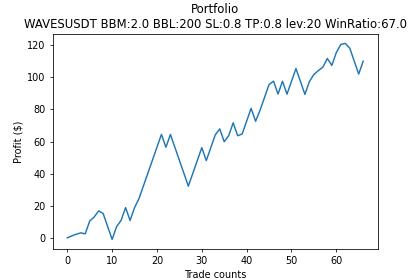 Portfolio
WAVESUSDT BBM:2.0 BBL:200 SL:0.8 TP:0.8 lev:20 WinRatio:67.0
Profit ($)
120
100
80
60
40
20
0
0 10 20 30 40 50 60
Trade counts